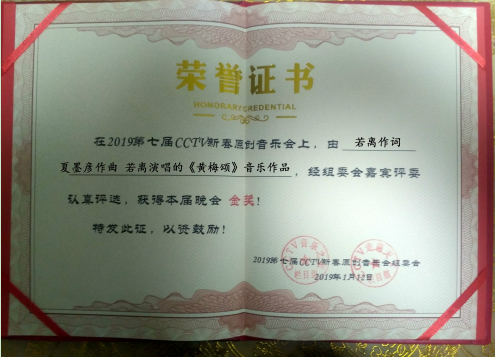 荣誉证书
HONORARY CREDENTIAL
在2019第七届CCTV新春原创音乐会上，由 若离作词
夏墨彦作曲 若离演唱的《黄梅颂》音乐作品，经组委会嘉宾评委
认真评选，获得本届晚会 金奖！
特发此证，以资鼓励！
2019第七届CCTV新春原创音乐会组委会
2019年1月12日